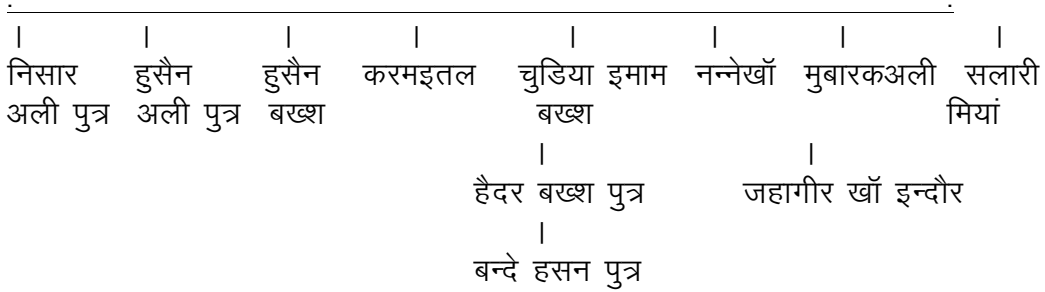 निसार हुसैन हुसैन करमइतल चुडिया इमाम नन्नेखॉ मुबारकअली सलारी
अली पुत्र अली पुत्र बख्श बख्श मियां
हैदर बख्श पुत्र जहागीर खॉ इन्दौर
बन्दे हसन पुत्र